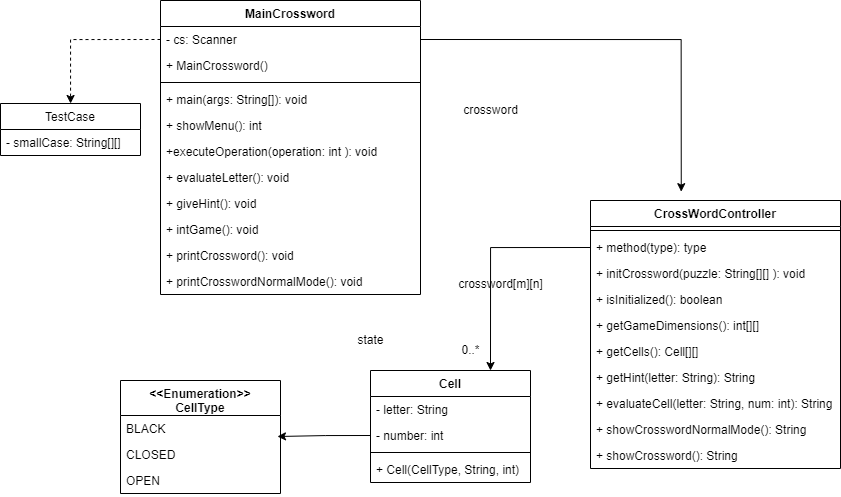 MainCrossword
- cs: Scanner
+ MainCrossword()
+ main(args: String[]): void
+ showMenu(): int
+executeOperation(operation: int ): void
+ evaluateLetter(): void
+ giveHint(): void
+ intGame(): void
+ printCrossword(): void
+ printCrosswordNormalMode(): void
TestCase
- smallCase: String[][]
crossword
CrossWordController
+ method(type): type
+ initCrossword(puzzle: String[][] ): void
+ isInitialized(): boolean
+ getGameDimensions(): int[][]
+ getCells(): Cell[][]
+ getHint(letter: String): String
+ evaluateCell(letter: String, num: int): String
+ showCrosswordNormalMode(): String
+ showCrossword(): String
crossword[m][n]
state
0..*
Cell
- letter: String
- number: int
+ Cell(CellType, String, int)
<<Enumeration>>
CellType
BLACK
CLOSED
OPEN